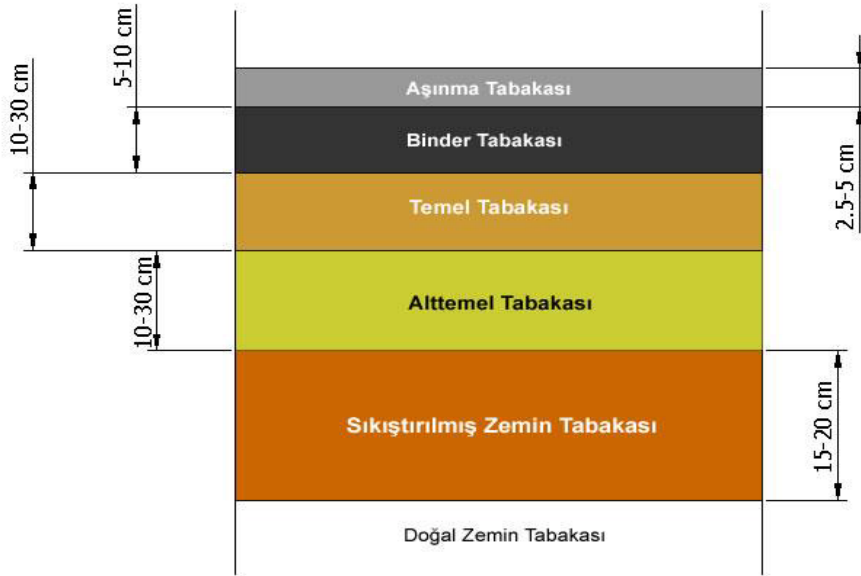 5-10 cm
10-30 cm
Aşınma Tabakası
Binder Tabakası
2.5-5 cm
Temel Tabakası
10-30 cm
Alttemel Tabakası
Sıkıştırılmış Zemin Tabakası
15-20 cm
Doğal Zemin Tabakası